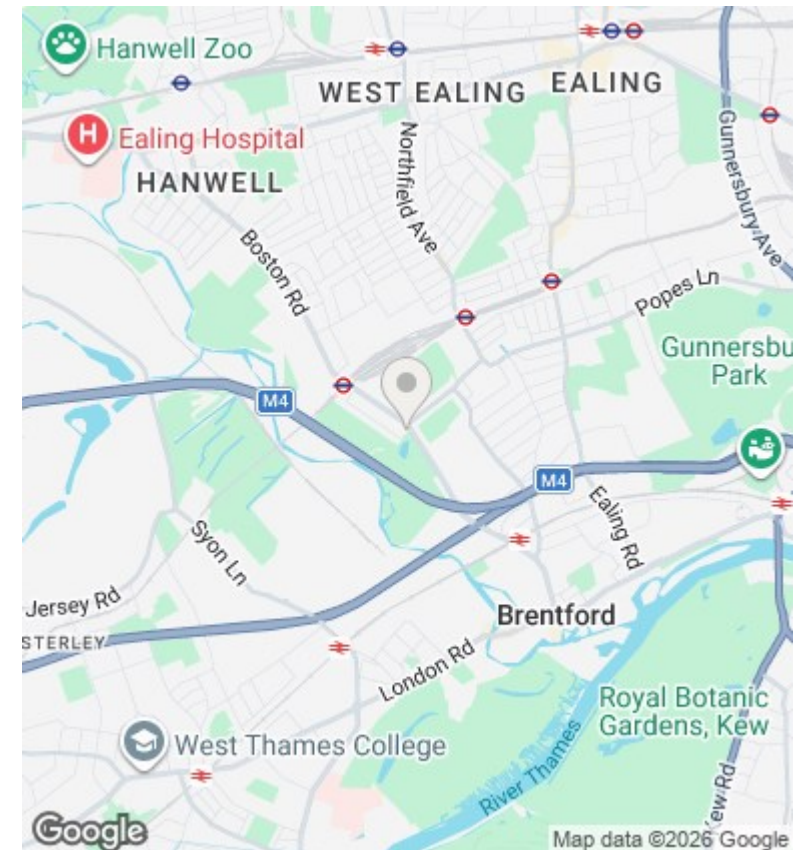 Hanwell Zoo
WEST EALING
EALING
H
Ealing Hospital
HANWELL
Northfield Ave
Gunnersbury Ave
Boston Rd
Popes Ln
Gunnersbu
Park
M4
M4
Ealing Rd
Syon Ln
Jersey Rd
STERLEY
Brentford
London Rd
Royal Botanic
Gardens, Kew
West Thames College
River Thames
Kew Rd
Google
Map data ©2026 Google